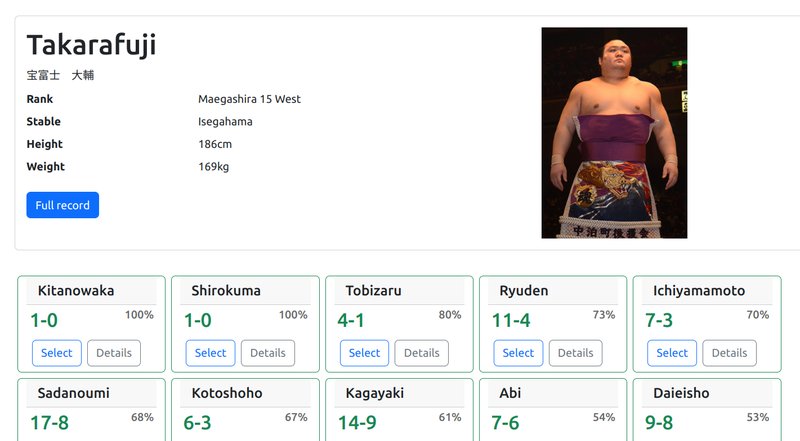 Takarafuji
宝富士　大輔
Rank Maegashira 15 West
Stable Isegahama
Height 186cm
Weight 169kg
Full record
中泊町後援会
Kitanowaka Shirokuma Tobizaru Ryuden Ichiyamamoto
1-0 100% 1-0 100% 4-1 80% 11-4 73% 7-3 70%
Select Details Select Details Select Details Select Details Select Details
Sadanoumi Kotoshoho Kagayaki Abi Daieisho
17-8 68% 6-3 67% 14-9 61% 7-6 54% 9-8 53%